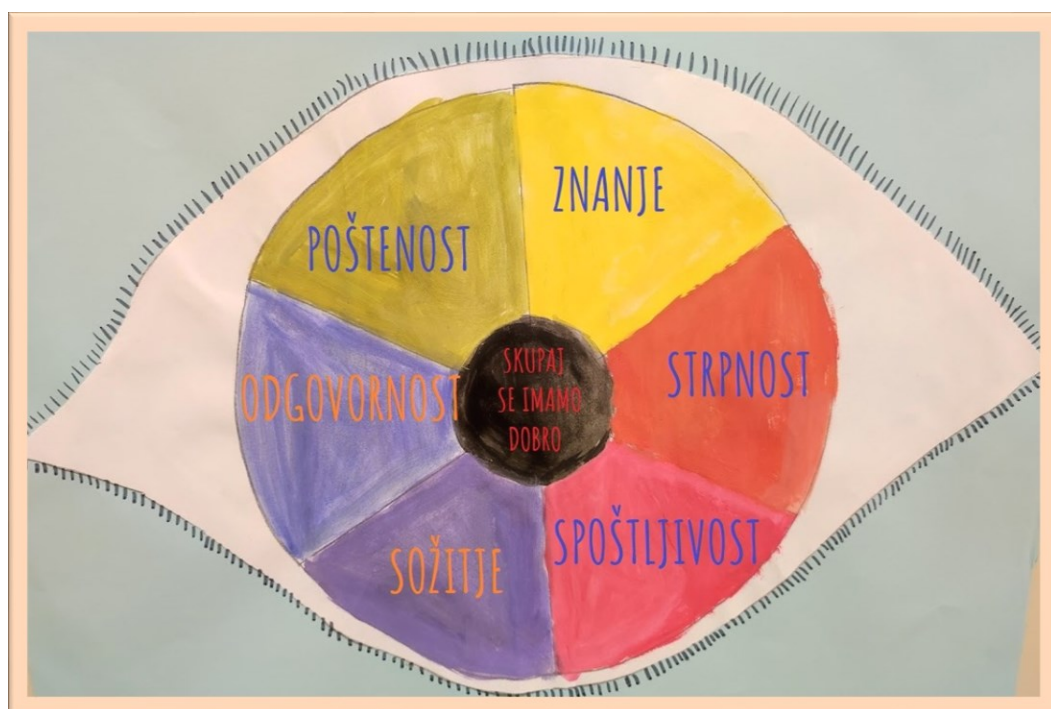 ZNANJE
POŠTENOST
STRPNOST
ODGOVORNOST
SKUPAJ
SE IMAMO
DOBRO
SPOŠTLJIVOST
SOŽITJE